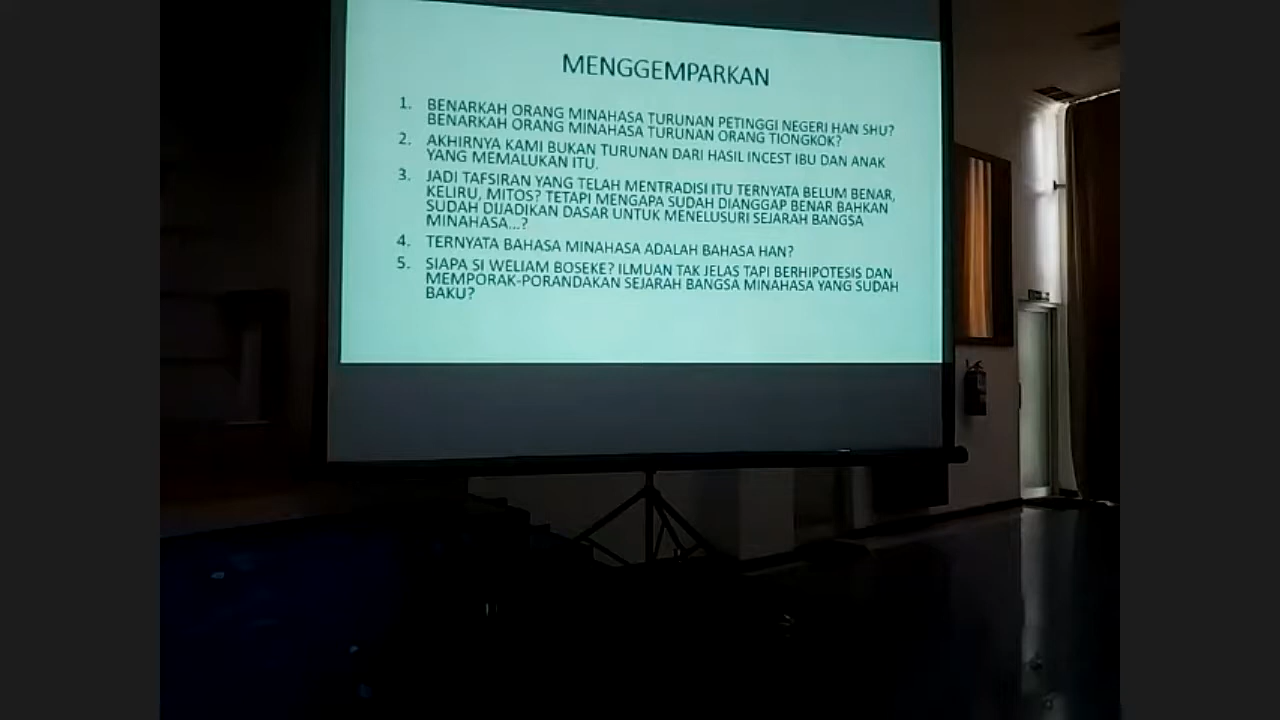 MENGGEMPARKAN
1. BENARKAH ORANG MINAHASA TURUNAN PETINGGI NEGERI HAN SHU?
BENARKAH ORANG MINAHASA TURUNAN ORANG TIONGKOK?
2. AKHIRNYA KAMI BUKAN TURUNAN DARI HASIL INCEST IBU DAN ANAK
YANG MEMALUKAN ITU.
3. JADI TAFSIRAN YANG TELAH MENTRADISI ITU TERNYATA BELUM BENAR,
KELIRU, MITOS? TETAPI MENGAPA SUDAH DIANGGAP BENAR BAHKAN
SUDAH DIJADIKAN DASAR UNTUK MENELUSURI SEJARAH BANGSA
MINAHASA...?
4. TERNYATA BAHASA MINAHASA ADALAH BAHASA HAN?
5. SIAPA SI WELIAM BOSEKE? ILMUAN TAK JELAS TAPI BERHIPOTESIS DAN
MEMPORAK-PORANDAKAN SEJARAH BANGSA MINAHASA YANG SUDAH
BAKU?